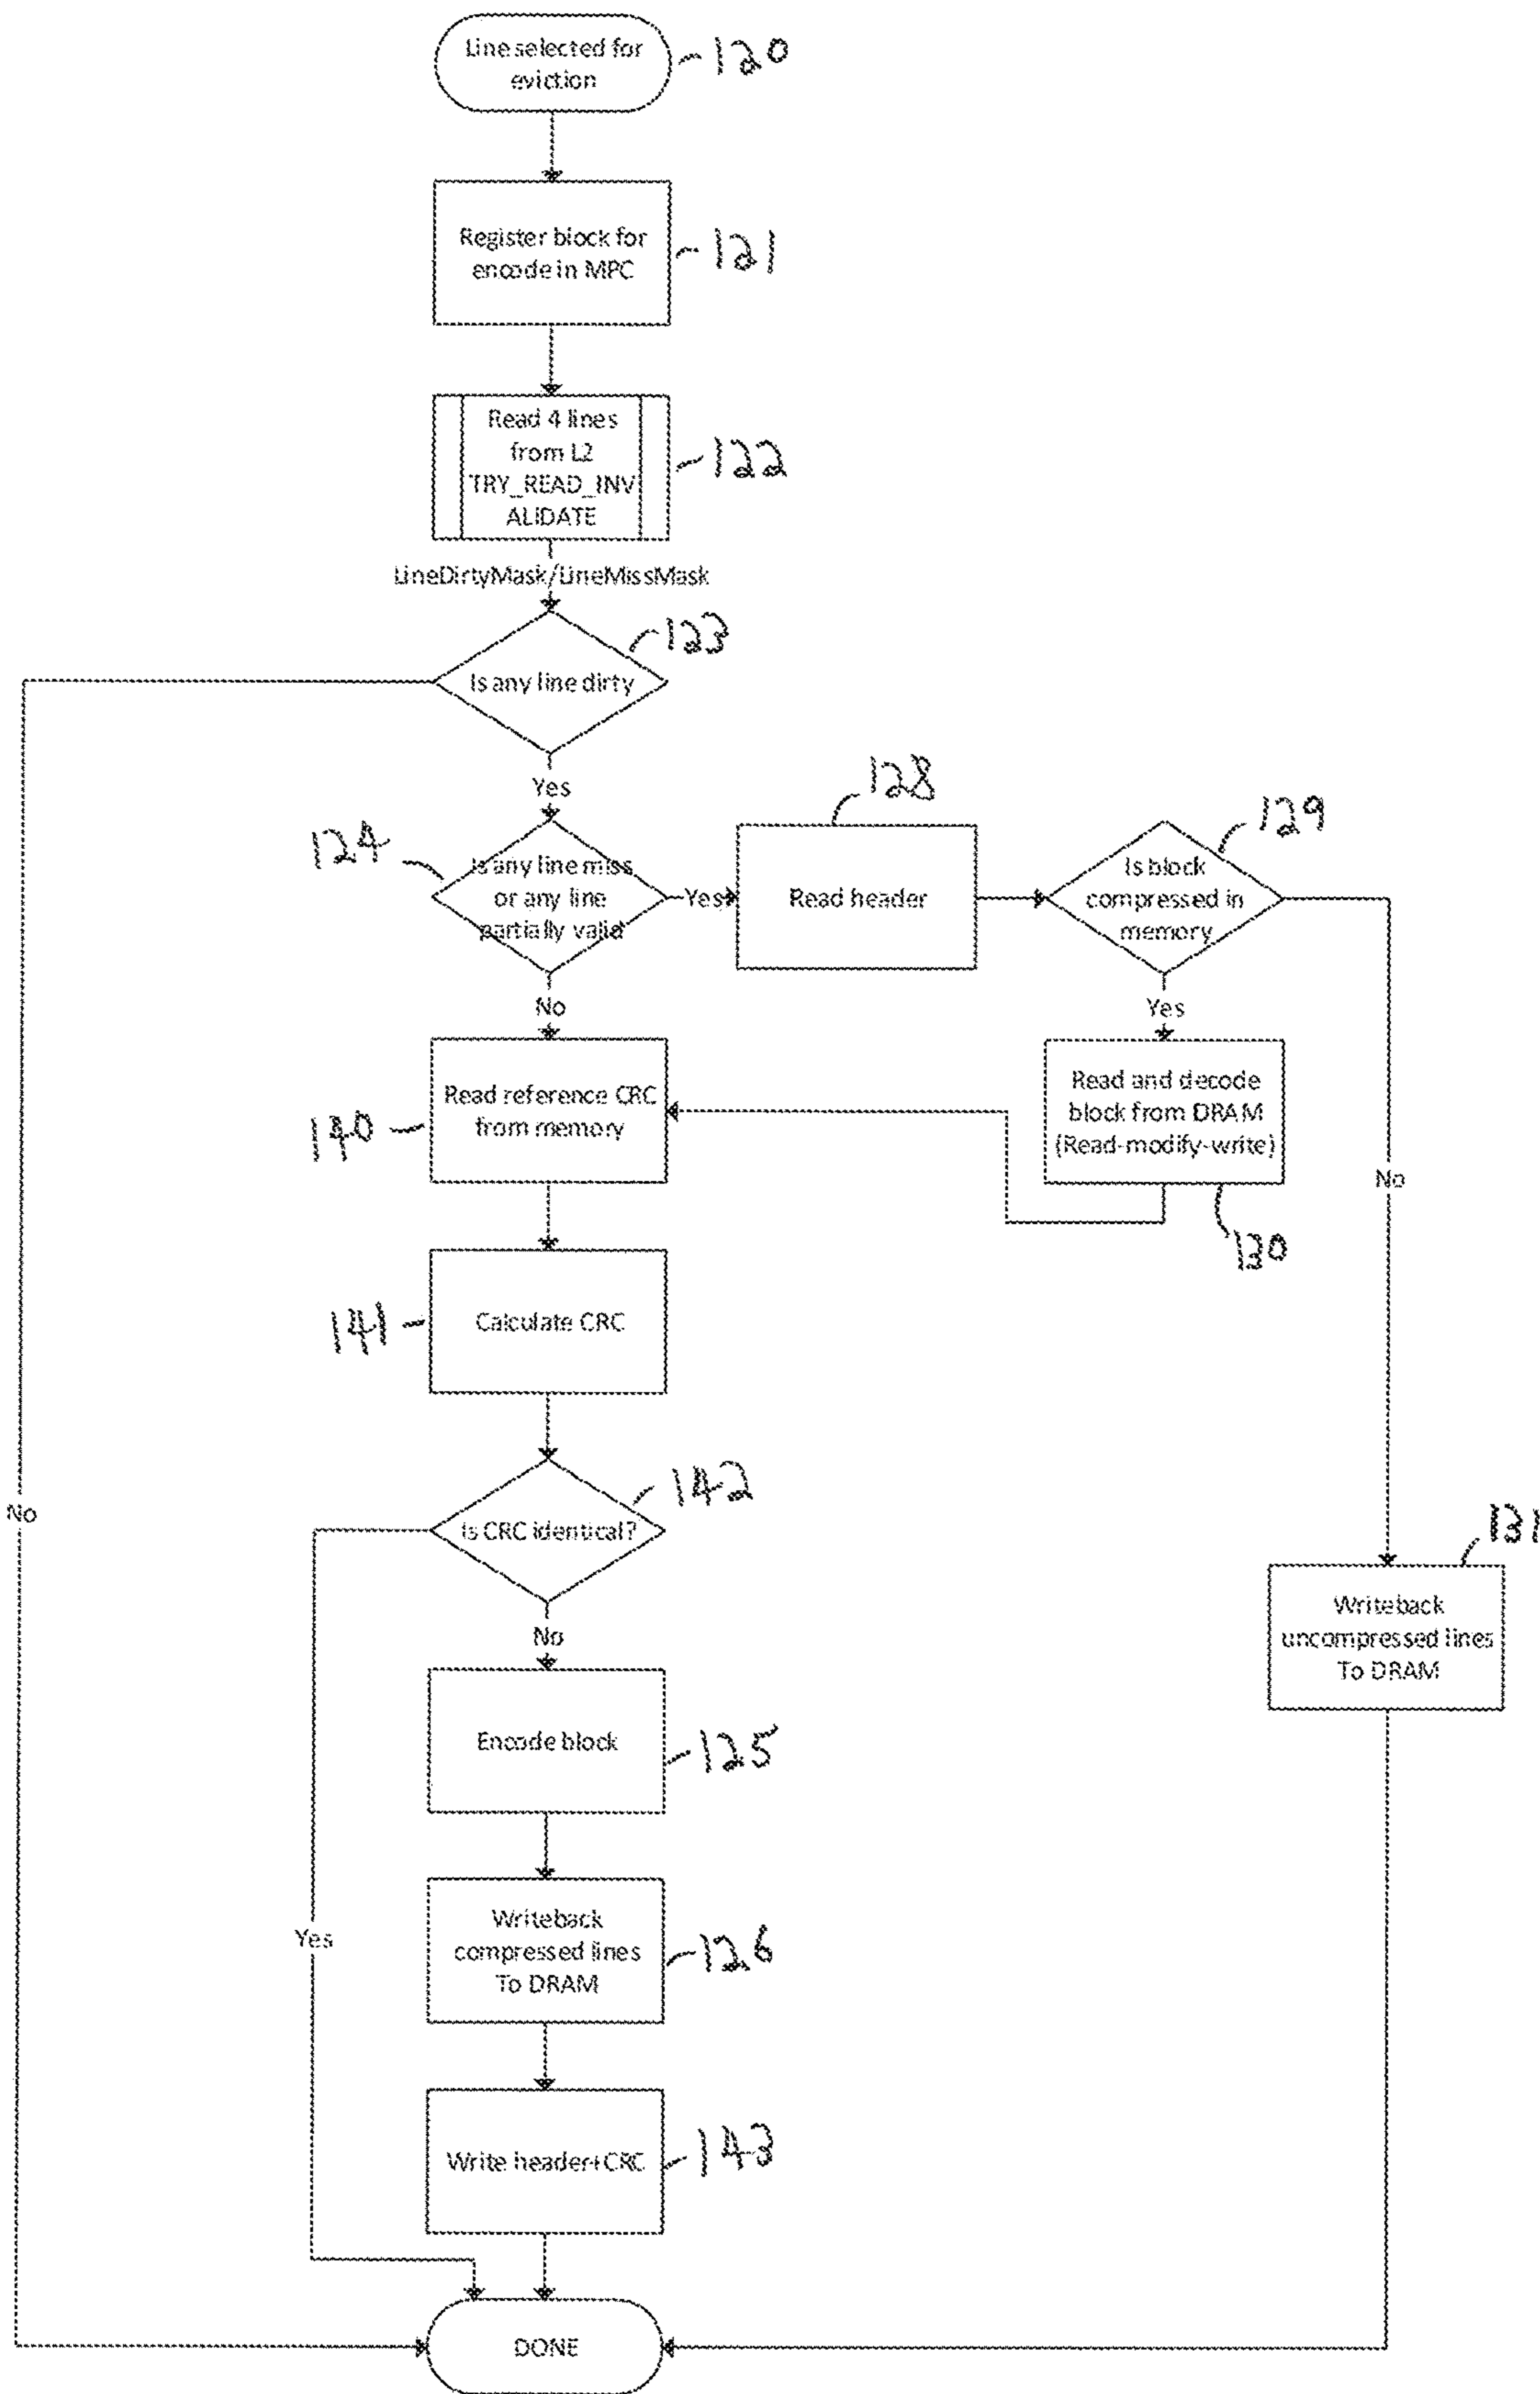 Line selected for
eviction
120
Register block for
encode in MPC
121
Read 4 lines
from L2
TRY_READ_INV
ALIDATE
122
LineDirtyMask/LineMissMask
123
Is any line dirty
Yes
128
129
124
Is any line miss
or any line
partially valid
Yes
Read header
Is block
compressed in
memory
No
Yes
Read reference CRC
from memory
140
Read and decode
block from DRAM
(Read-modify-write)
130
No
Calculate CRC
141
142
Is CRC identical?
No
131
Writeback
uncompressed lines
To DRAM
No
Encode block
125
Yes
Writeback
compressed lines
To DRAM
126
Write header+CRC
143
DONE